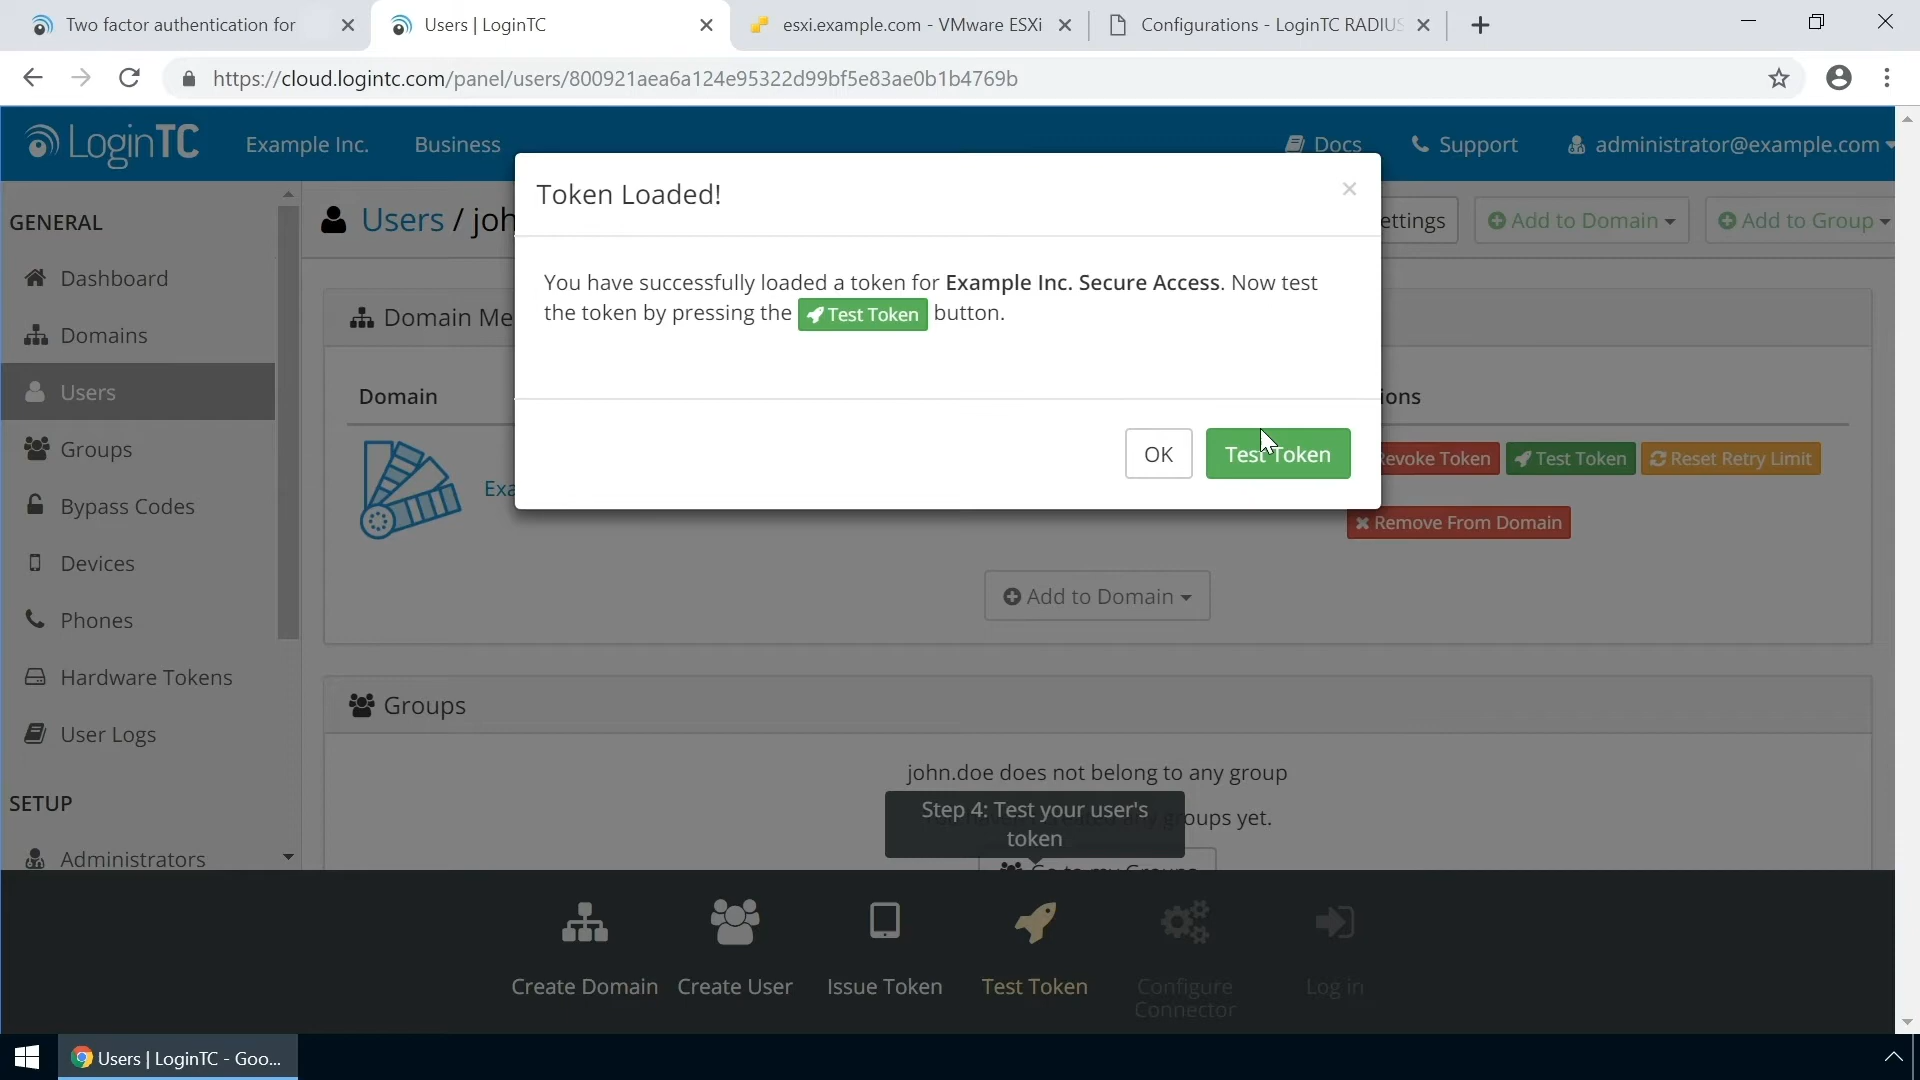 Two factor authentication for
Users | LoginTC
esxi.example.com - VMware ESXi
Configurations - LoginTC RADIUS
https://cloud.logintc.com/panel/users/800921aea6a124e95322d99bf5e83ae0b1b4769b
LoginTC
Example Inc.
Business
Docs
Support
administrator@example.com
GENERAL
Dashboard
Domains
Users
Groups
Bypass Codes
Devices
Phones
Hardware Tokens
User Logs
SETUP
Administrators
Users / joh
ettings
Add to Domain
Add to Group
Token Loaded!
You have successfully loaded a token for Example Inc. Secure Access. Now test
the token by pressing the Test Token button.
OK
Test Token
Domain Me
Domain
ions
Exa
Revoke Token
Test Token
Reset Retry Limit
Remove From Domain
Add to Domain
Groups
john.doe does not belong to any group
groups yet.
Step 4: Test your user's
token
Go to my Groups
Create Domain
Create User
Issue Token
Test Token
Configure
Connector
Log in
Users | LoginTC - Goo...